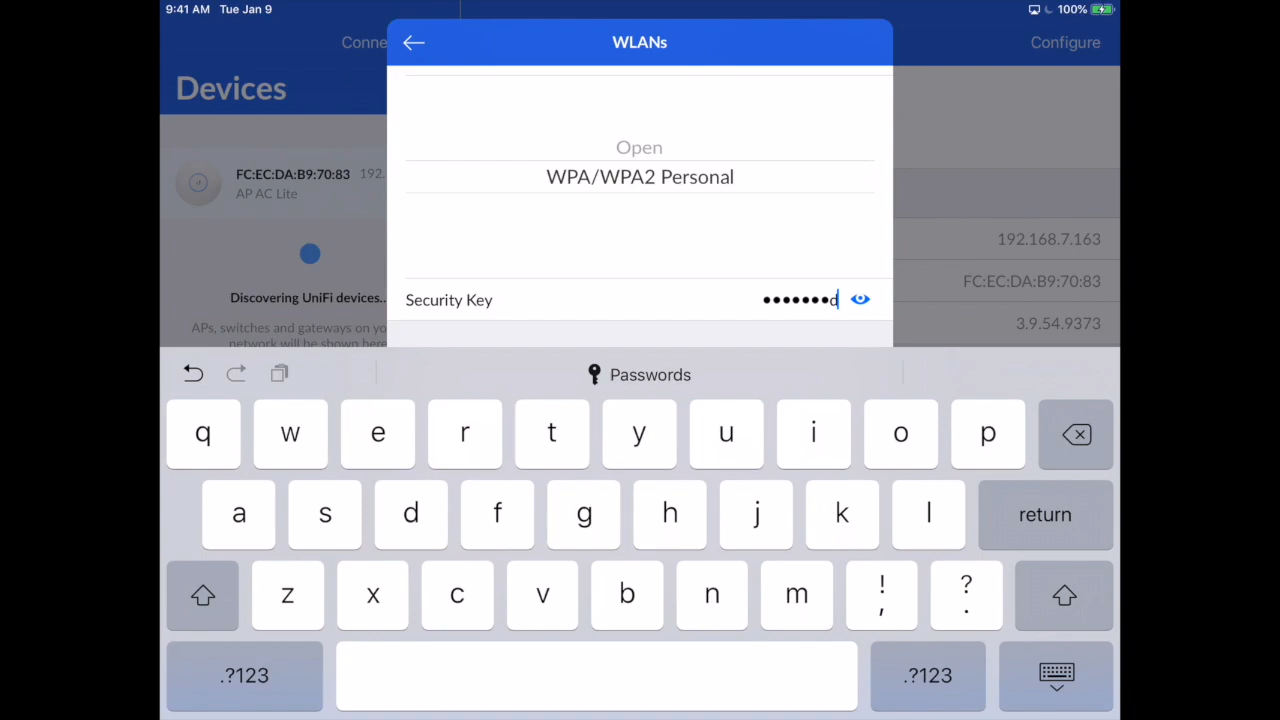 9:41 AM Tue Jan 9
100%
Conne
WLANs
Configure
Devices
Open
FC:EC:DA:B9:70:83 192.
AP AC Lite
WPA/WPA2 Personal
192.168.7.163
FC:EC:DA:B9:70:83
Discovering UniFi devices..
Security Key
•••••••d
APs, switches and gateways on yo
network will be shown here
3.9.54.9373
Passwords
q w e r t y u i o p
a s d f g h j k l return
z x c v b n m ! , ? .
.?123 .?123